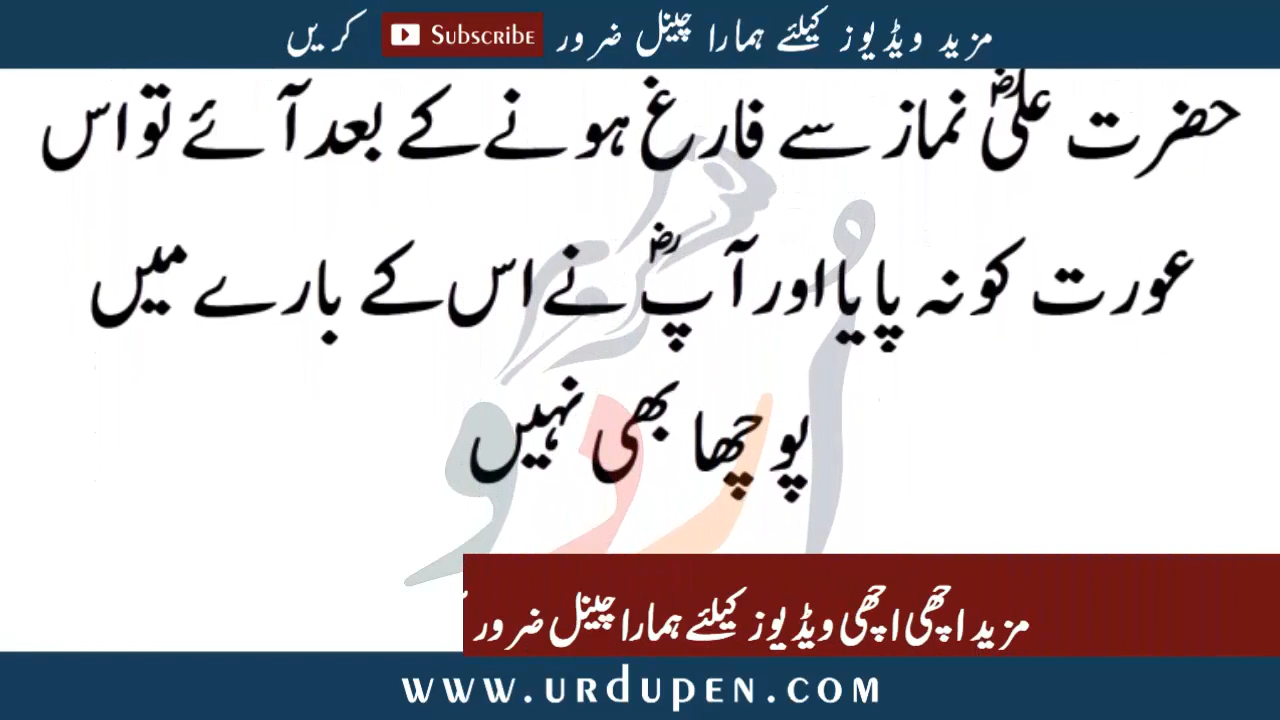 مزید ویڈیوز کیلئے ہمارا چینل ضرور Subscribe کریں
حضرت علیؓ نماز سے فارغ ہونے کے بعد آئے تو اس
عورت کو نہ پایا اور آپؓ نے اس کے بارے میں
پوچھا بھی نہیں
اُردو
مزید اچھی اچھی ویڈیوز کیلئے ہمارا چینل ضرور
www.urdupen.com